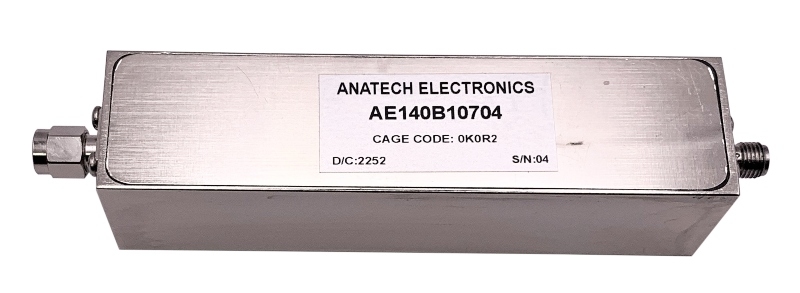 ANATECH ELECTRONICS
AE140B10704
CAGE CODE: 0K0R2
D/C:2252 S/N:04